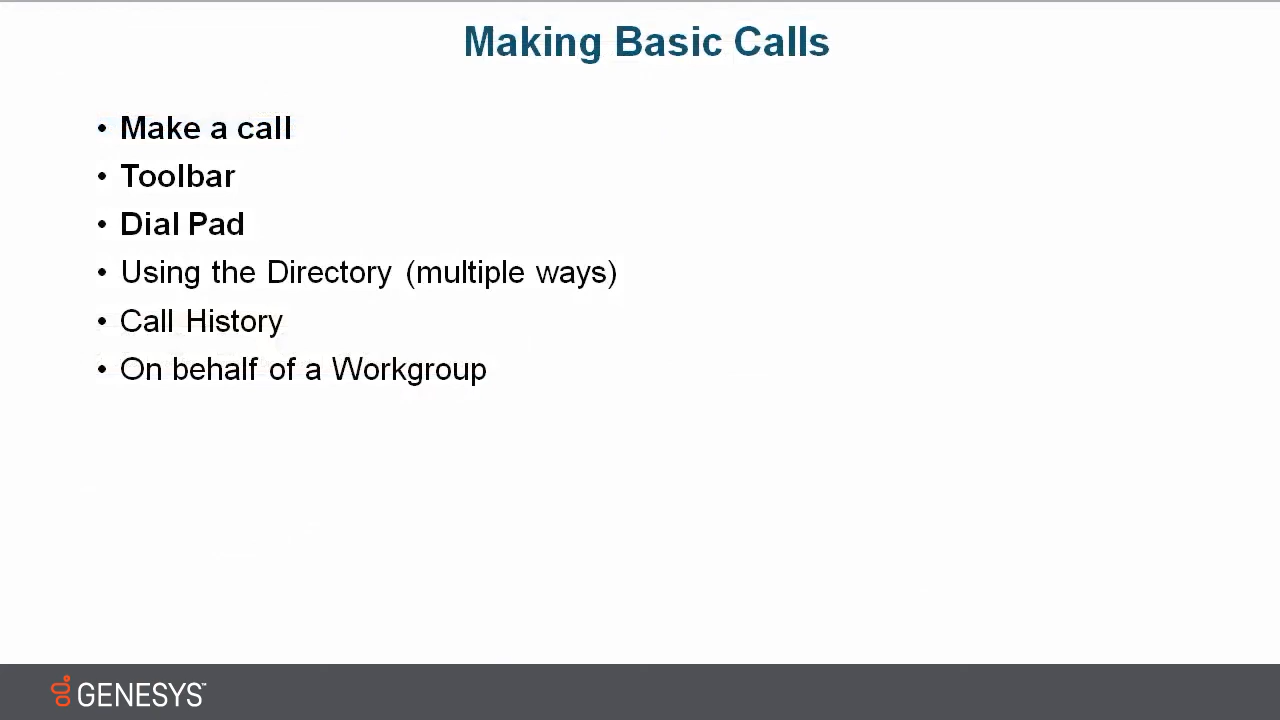 Making Basic Calls
• Make a call
• Toolbar
• Dial Pad
• Using the Directory (multiple ways)
• Call History
• On behalf of a Workgroup
GENESYS™